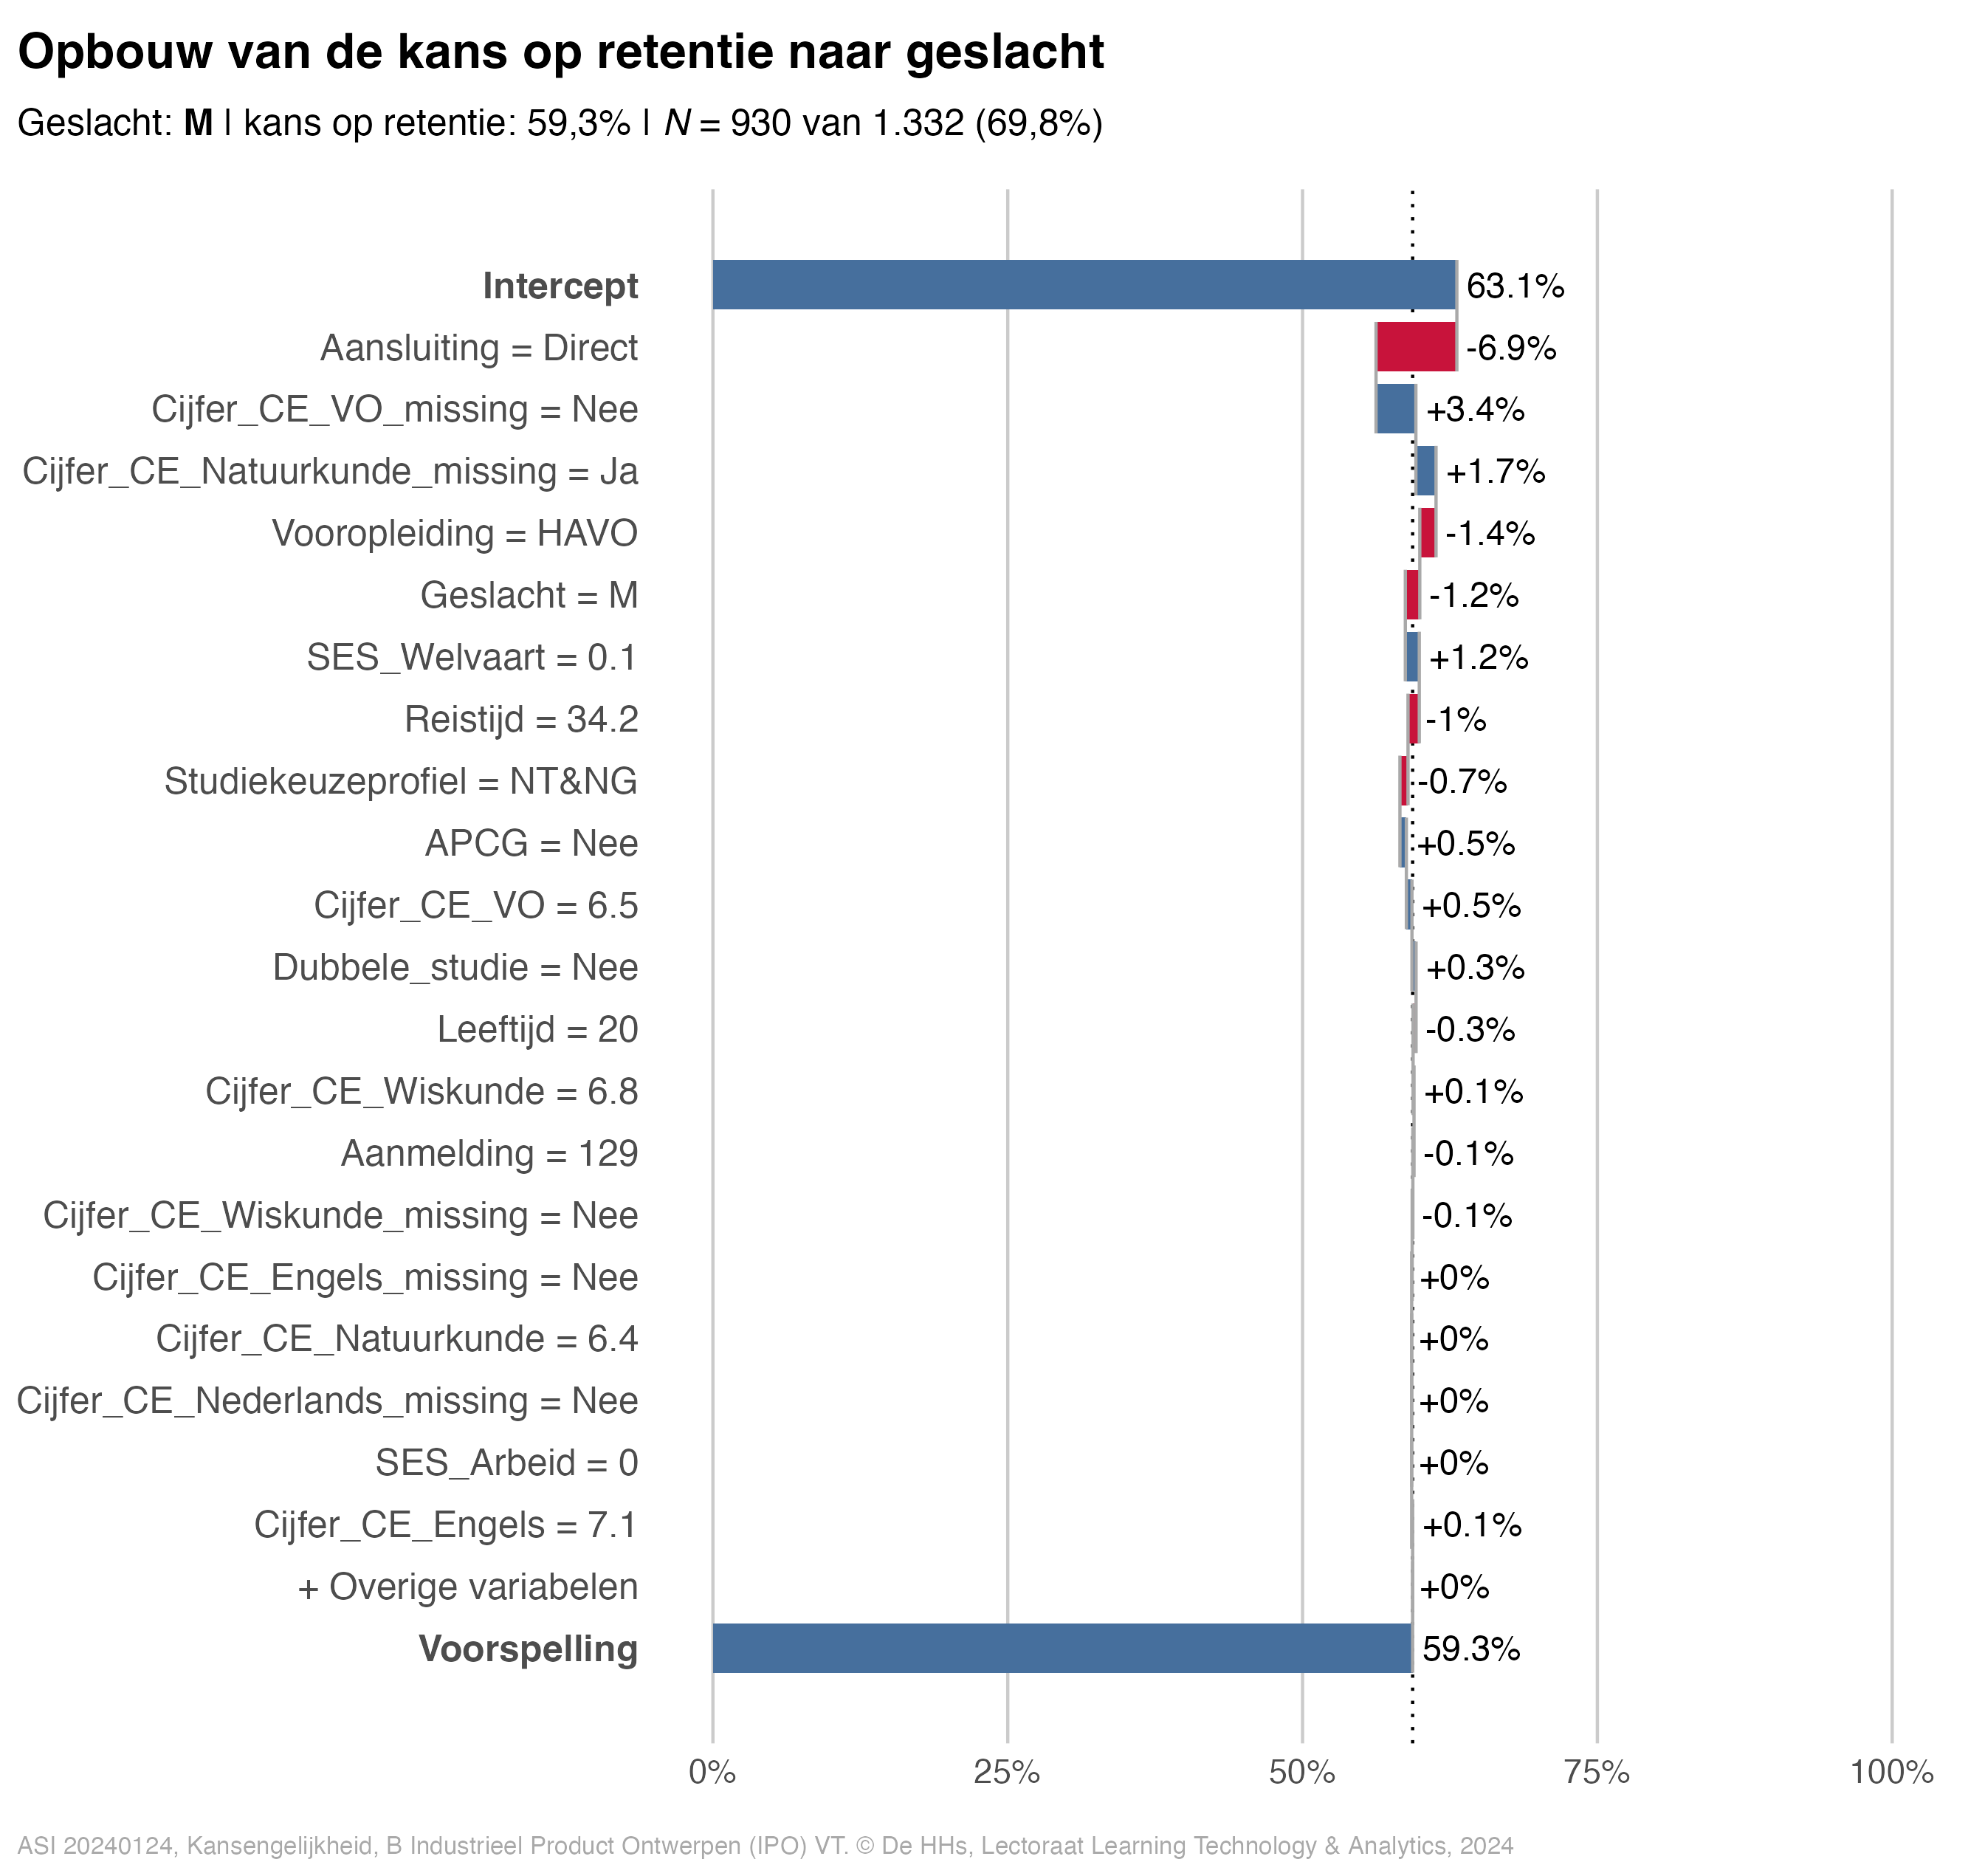 Opbouw van de kans op retentie naar geslacht
Geslacht: M | kans op retentie: 59,3% | N = 930 van 1.332 (69,8%)
Intercept 63.1%
Aansluiting = Direct -6.9%
Cijfer_CE_VO_missing = Nee +3.4%
Cijfer_CE_Natuurkunde_missing = Ja +1.7%
Vooropleiding = HAVO -1.4%
Geslacht = M -1.2%
SES_Welvaart = 0.1 +1.2%
Reistijd = 34.2 -1%
Studiekeuzeprofiel = NT&NG -0.7%
APCG = Nee +0.5%
Cijfer_CE_VO = 6.5 +0.5%
Dubbele_studie = Nee +0.3%
Leeftijd = 20 -0.3%
Cijfer_CE_Wiskunde = 6.8 +0.1%
Aanmelding = 129 -0.1%
Cijfer_CE_Wiskunde_missing = Nee -0.1%
Cijfer_CE_Engels_missing = Nee +0%
Cijfer_CE_Natuurkunde = 6.4 +0%
Cijfer_CE_Nederlands_missing = Nee +0%
SES_Arbeid = 0 +0%
Cijfer_CE_Engels = 7.1 +0.1%
+ Overige variabelen +0%
Voorspelling 59.3%
0% 25% 50% 75% 100%
ASI 20240124, Kansengelijkheid, B Industrieel Product Ontwerpen (IPO) VT. © De HHs, Lectoraat Learning Technology & Analytics, 2024